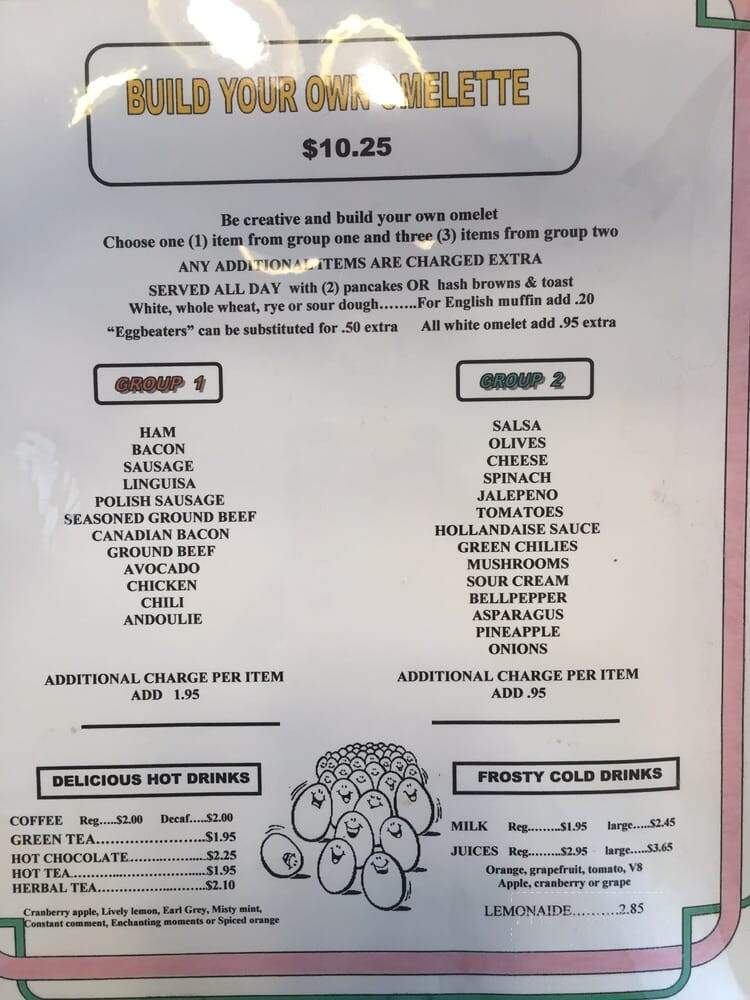 BUILD YOUR OWN OMELETTE
$10.25
Be creative and build your own omelet
Choose one (1) item from group one and three (3) items from group two
ANY ADDITIONAL ITEMS ARE CHARGED EXTRA
SERVED ALL DAY with (2) pancakes OR hash browns & toast
White, whole wheat, rye or sour dough........For English muffin add .20
“Eggbeaters” can be substituted for .50 extra All white omelet add .95 extra
GROUP 1
HAM
BACON
SAUSAGE
LINGUISA
POLISH SAUSAGE
SEASONED GROUND BEEF
CANADIAN BACON
GROUND BEEF
AVOCADO
CHICKEN
CHILI
ANDOULIE
ADDITIONAL CHARGE PER ITEM
ADD 1.95
GROUP 2
SALSA
OLIVES
CHEESE
SPINACH
JALEPENO
TOMATOES
HOLLANDAISE SAUCE
GREEN CHILIES
MUSHROOMS
SOUR CREAM
BELLPEPPER
ASPARAGUS
PINEAPPLE
ONIONS
ADDITIONAL CHARGE PER ITEM
ADD .95
DELICIOUS HOT DRINKS
COFFEE Reg.....$2.00 Decaf.....$2.00
GREEN TEA......................$1.95
HOT CHOCOLATE...............$2.25
HOT TEA.........................$1.95
HERBAL TEA.....................$2.10
Cranberry apple, Lively lemon, Earl Grey, Misty mint,
Constant comment, Enchanting moments or Spiced orange
FROSTY COLD DRINKS
MILK Reg.........$1.95 large.....$2.45
JUICES Reg.........$2.95 large....$3.65
Orange, grapefruit, tomato, V8
Apple, cranberry or grape
LEMONAIDE..........2.85